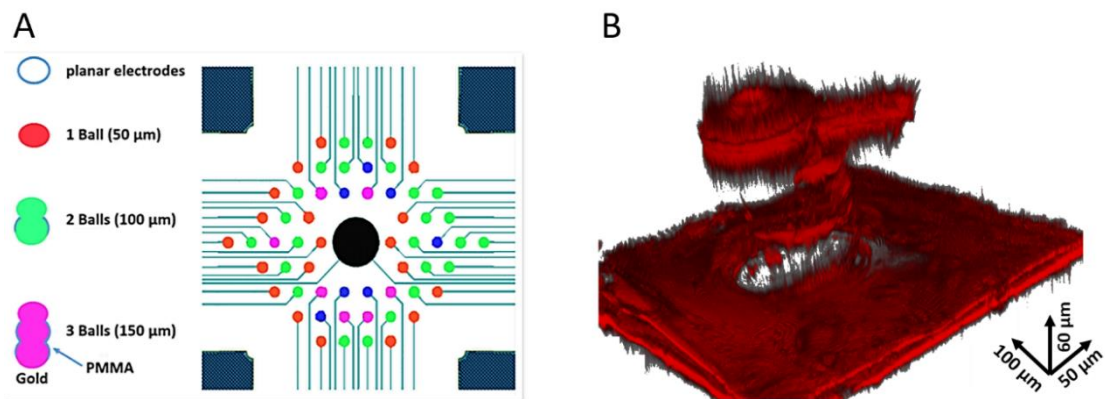 A
B
planar electrodes
1 Ball (50 µm)
2 Balls (100 µm)
3 Balls (150 µm)
PMMA
Gold
60 µm
100 µm
50 µm